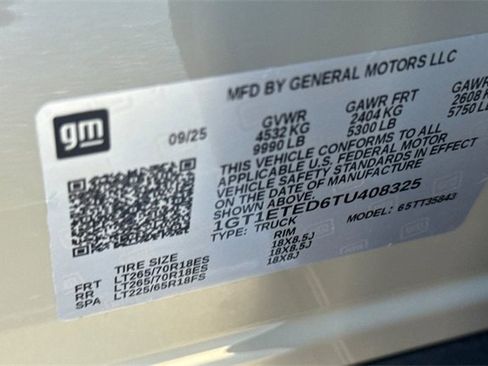 MFD BY GENERAL MOTORS LLC
gm
09/25
GVWR
4532 KG
9990 LB
GAWR FRT
2404 KG
5300 LB
GAWR
2608 K
5750 L
THIS VEHICLE CONFORMS TO ALL
APPLICABLE U.S. FEDERAL MOTOR
VEHICLE SAFETY STANDARDS IN EFFECT
ON THE DATE OF MANUFACTURE
SHOWN ABOVE.
1GT1ETED6TU408325
TYPE: TRUCK
MODEL: 65TT35843
TIRE SIZE
RIM
FRT LT265/70R18ES 18X8.5J
RR LT265/70R18ES 18X8.5J
SPA LT225/65R18FS 18X8J